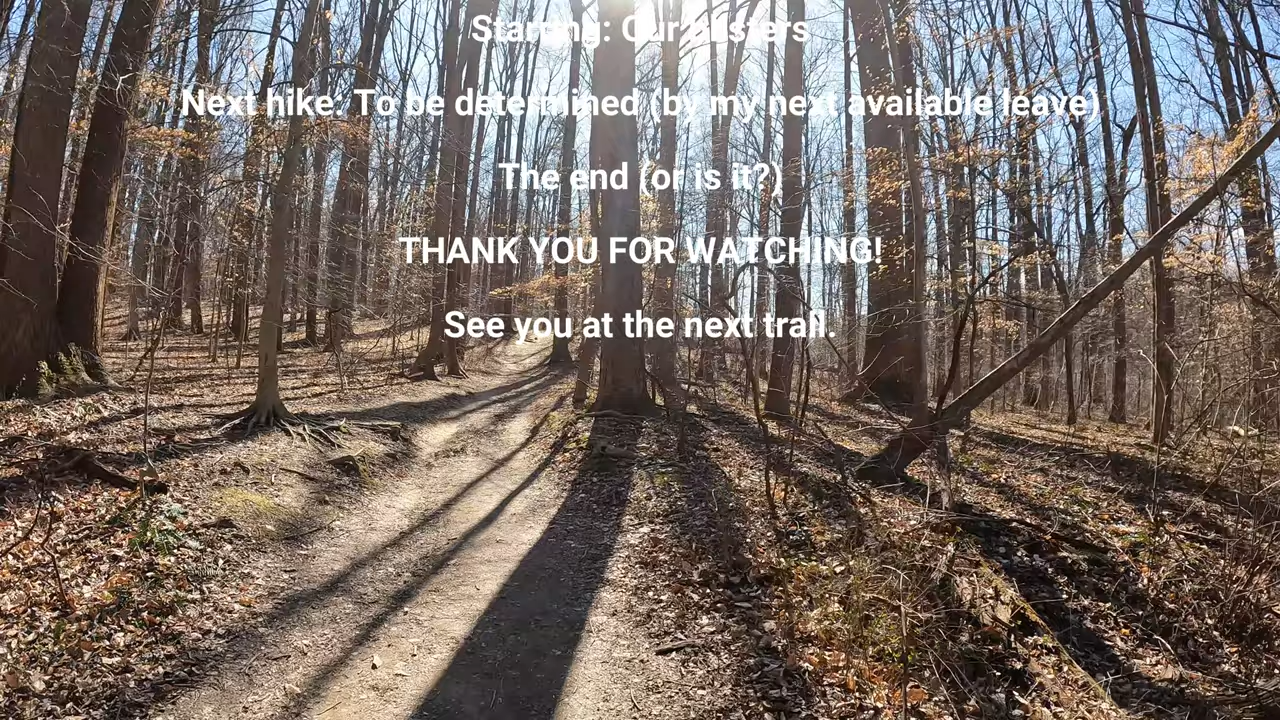 Starring: Our blisters
Next hike: To be determined (by my next available leave)
The end (or is it?)
THANK YOU FOR WATCHING!
See you at the next trail.